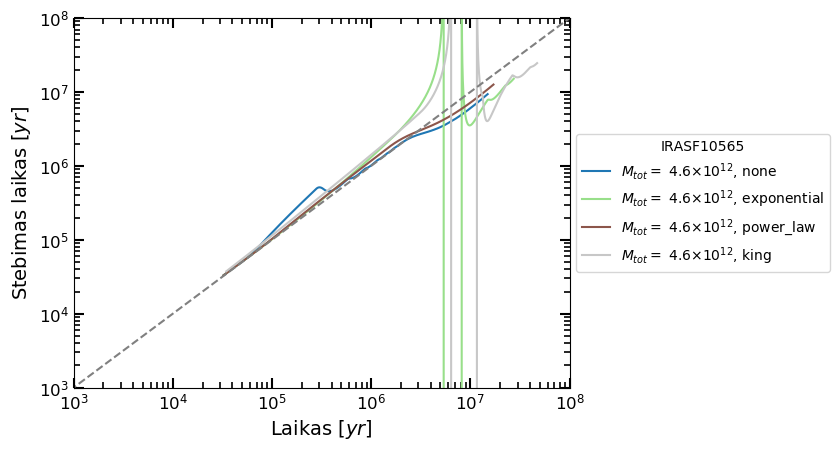 10^8
10^7
10^6
10^5
10^4
10^3
Stebimas laikas [yr]
10^3 10^4 10^5 10^6 10^7 10^8
Laikas [yr]
IRASF10565
M_tot = 4.6×10^12, none
M_tot = 4.6×10^12, exponential
M_tot = 4.6×10^12, power_law
M_tot = 4.6×10^12, king